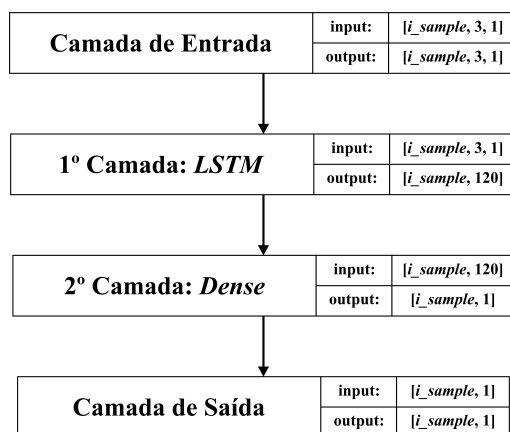 Camada de Entrada
input: [i_sample, 3, 1]
output: [i_sample, 3, 1]
1º Camada: LSTM
input: [i_sample, 3, 1]
output: [i_sample, 120]
2º Camada: Dense
input: [i_sample, 120]
output: [i_sample, 1]
Camada de Saída
input: [i_sample, 1]
output: [i_sample, 1]